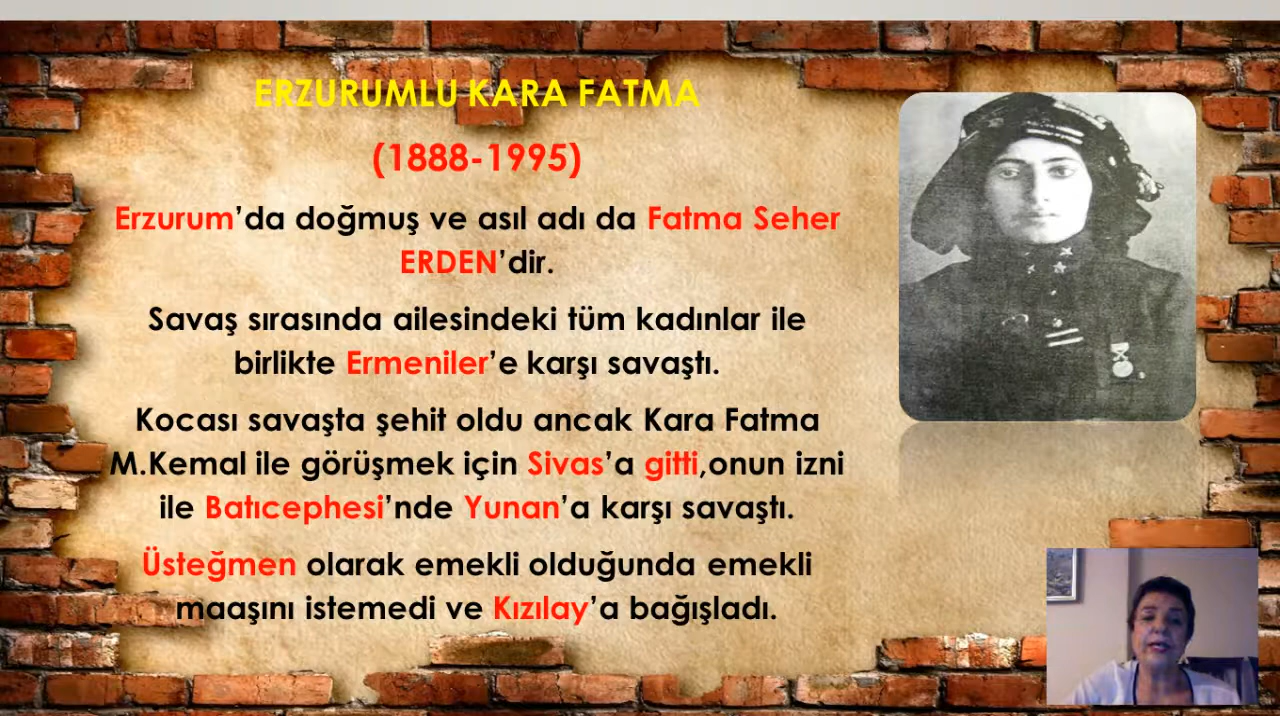 ERZURUMLU KARA FATMA
(1888-1995)
Erzurum’da doğmuş ve asıl adı da Fatma Seher
ERDEN’dir.
Savaş sırasında ailesindeki tüm kadınlar ile
birlikte Ermeniler’e karşı savaştı.
Kocası savaşta şehit oldu ancak Kara Fatma
M.Kemal ile görüşmek için Sivas’a gitti,onun izni
ile Batıcephesi’nde Yunan’a karşı savaştı.
Üsteğmen olarak emekli olduğunda emekli
maaşını istemedi ve Kızılay’a bağışladı.